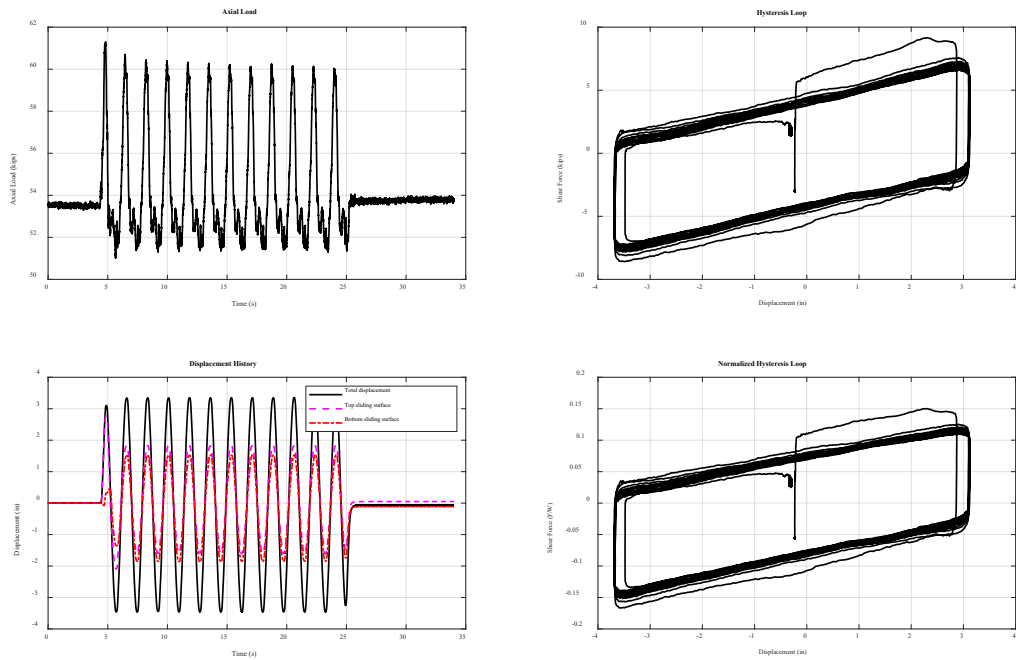 Axial Load
62
60
58
56
54
52
50
Axial Load (kips)
0 5 10 15 20 25 30 35
Time (s)
Hysteresis Loop
10
5
0
-5
-10
Shear Force (kips)
-4 -3 -2 -1 0 1 2 3 4
Displacement (in)
Displacement History
4
3
2
1
0
-1
-2
-3
-4
Displacement (in)
Total displacement
Top sliding surface
Bottom sliding surface
0 5 10 15 20 25 30 35
Time (s)
Normalized Hysteresis Loop
0.2
0.15
0.1
0.05
0
-0.05
-0.1
-0.15
-0.2
Shear Force (F/W)
-4 -3 -2 -1 0 1 2 3 4
Displacement (in)